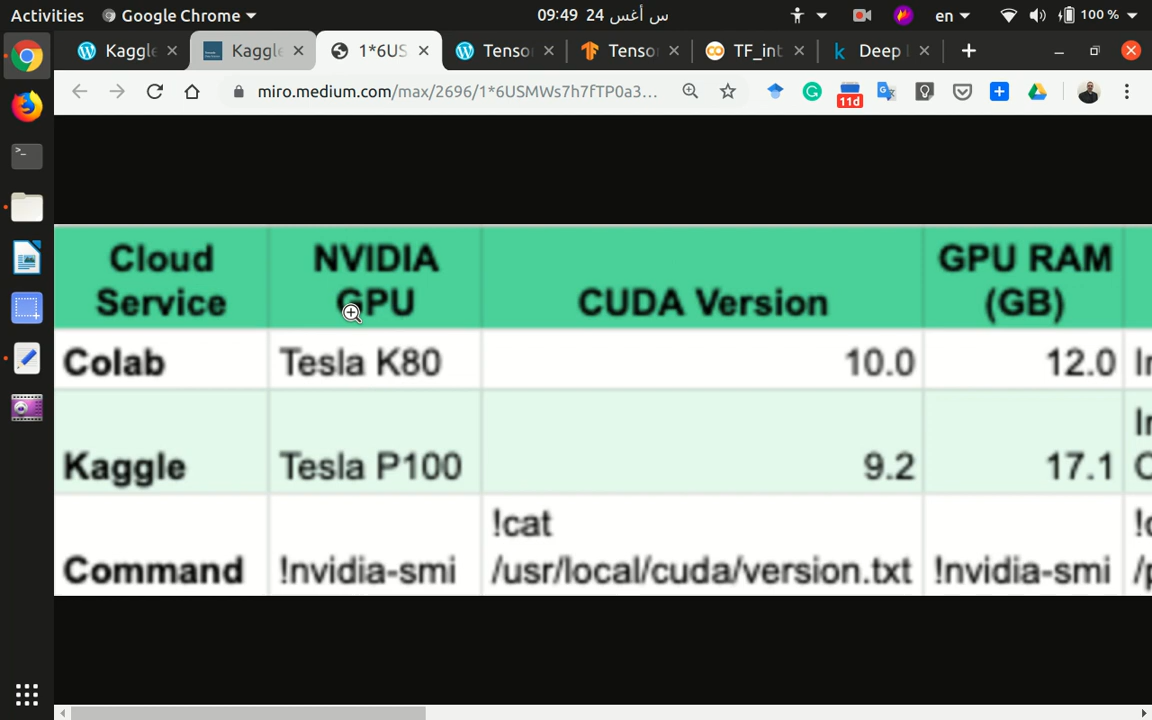 Activities Google Chrome 09:49 24 س أغس en 100 %
Kaggle Kaggle 1*6US Tenso Tenso TF_int Deep
miro.medium.com/max/2696/1*6USMWs7h7fTP0a3... 11d
Cloud Service NVIDIA GPU CUDA Version GPU RAM (GB)
Colab Tesla K80 10.0 12.0
Kaggle Tesla P100 9.2 17.1
Command !nvidia-smi !cat /usr/local/cuda/version.txt !nvidia-smi